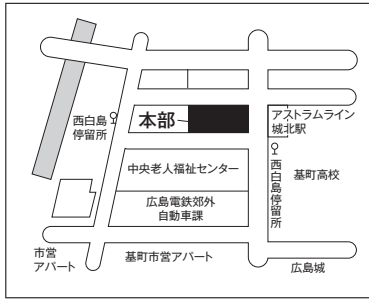 西白島
停留所
本部
アストラムライン
城北駅
西白島停留所
基町高校
中央老人福祉センター
広島電鉄郊外
自動車課
市営
アパート
基町市営アパート
広島城